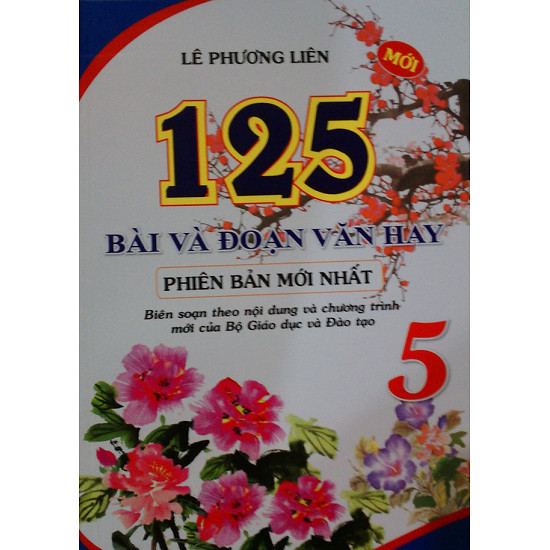 LÊ PHƯƠNG LIÊN
MỚI
125
BÀI VÀ ĐOẠN VĂN HAY
PHIÊN BẢN MỚI NHẤT
Biên soạn theo nội dung và chương trình
mới của Bộ Giáo dục và Đào tạo
5